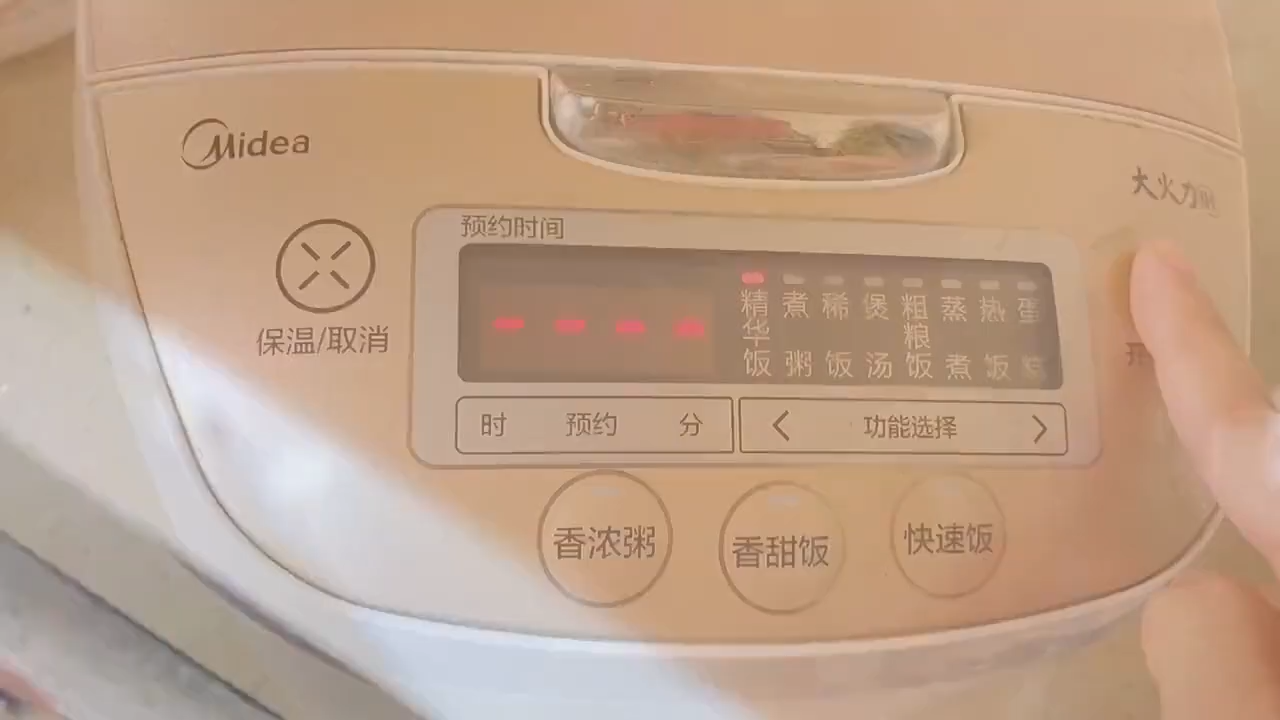 Midea
大火力
预约时间
保温/取消
精华饭
煮粥
稀饭
煲汤
粗粮饭
蒸煮
热饭
蛋
时 预约 分
< 功能选择 >
开
香浓粥
香甜饭
快速饭